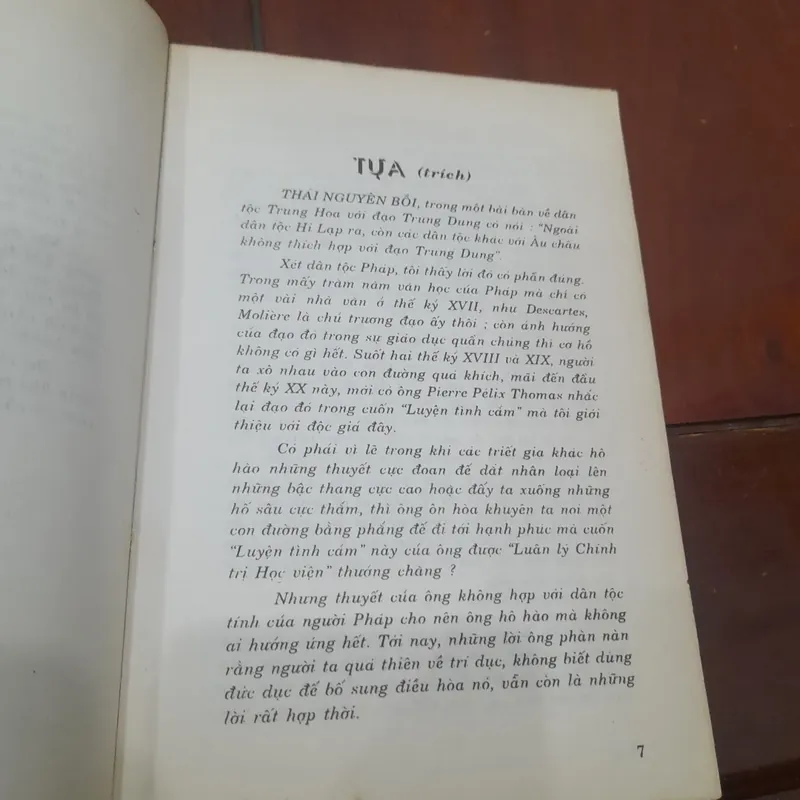 TỰA (trích)
THÁI NGUYÊN BỒI, trong một bài bàn về dân
tộc Trung Hoa với đạo Trung Dung có nói : "Ngoài
dân tộc Hi Lạp ra, còn các dân tộc khác với Âu châu
không thích hợp với đạo Trung Dung".
Xét dân tộc Pháp, tôi thấy lời đó có phần đúng.
Trong mấy trăm năm văn học của Pháp mà chỉ có
một vài nhà văn ở thế kỷ XVII, như Descartes,
Molière là chủ trương đạo ấy thôi ; còn ảnh hưởng
của đạo đó trong sự giáo dục quần chúng thì cơ hồ
không có gì hết. Suốt hai thế kỷ XVIII và XIX, người
ta xô nhau vào con đường quá khích, mãi đến đầu
thế kỷ XX này, mới có ông Pierre Pélix Thomas nhắc
lại đạo đó trong cuốn "Luyện tình cảm" mà tôi giới
thiệu với độc giả đây.
Có phải vì lẽ trong khi các triết gia khác hô
hào những thuyết cực đoan để dắt nhân loại lên
những bậc thang cực cao hoặc đẩy ta xuống những
hố sâu cực thẳm, thì ông ôn hòa khuyên ta noi một
con đường bằng phẳng để đi tới hạnh phúc mà cuốn
"Luyện tình cảm" này của ông được "Luân lý Chính
trị Học viện" thưởng chăng ?
Nhưng thuyết của ông không hợp với dân tộc
tính của người Pháp cho nên ông hô hào mà không
ai hưởng ứng hết. Tới nay, những lời ông phàn nàn
rằng người ta quá thiên về trí dục, không biết dùng
đức dục để bổ sung điều hòa nó, vẫn còn là những
lời rất hợp thời.
7